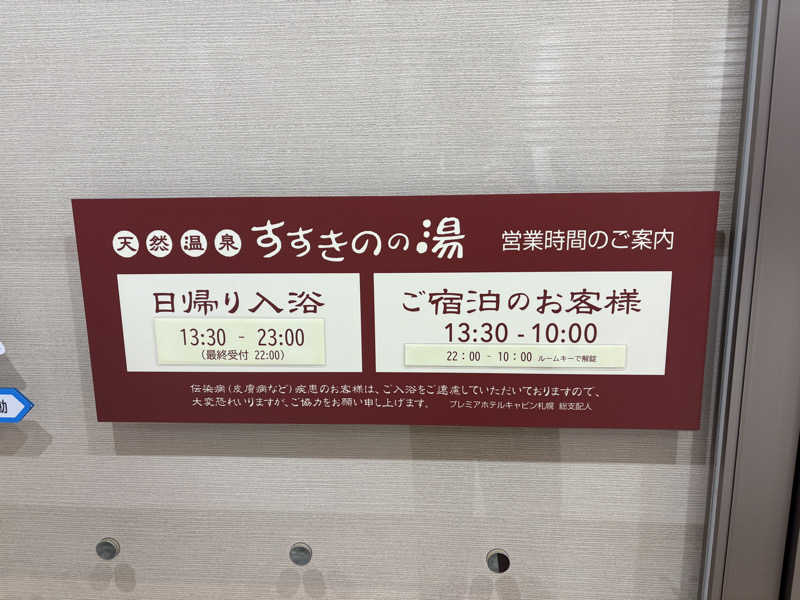 天然温泉 すすきのの湯 営業時間のご案内
日帰り入浴
13:30 - 23:00
(最終受付 22:00)
ご宿泊のお客様
13:30 - 10:00
22:00 - 10:00 ルームキーで解錠
伝染病(皮膚病など)疾患のお客様は、ご入浴をご遠慮していただいておりますので、
大変恐れいりますが、ご協力をお願い申し上げます。 プレミアホテルキャビン札幌 総支配人